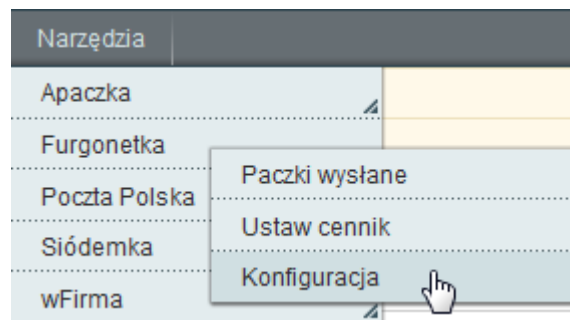 Narzędzia
Apaczka
Furgonetka
Poczta Polska
Siódemka
wFirma
Paczki wysłane
Ustaw cennik
Konfiguracja